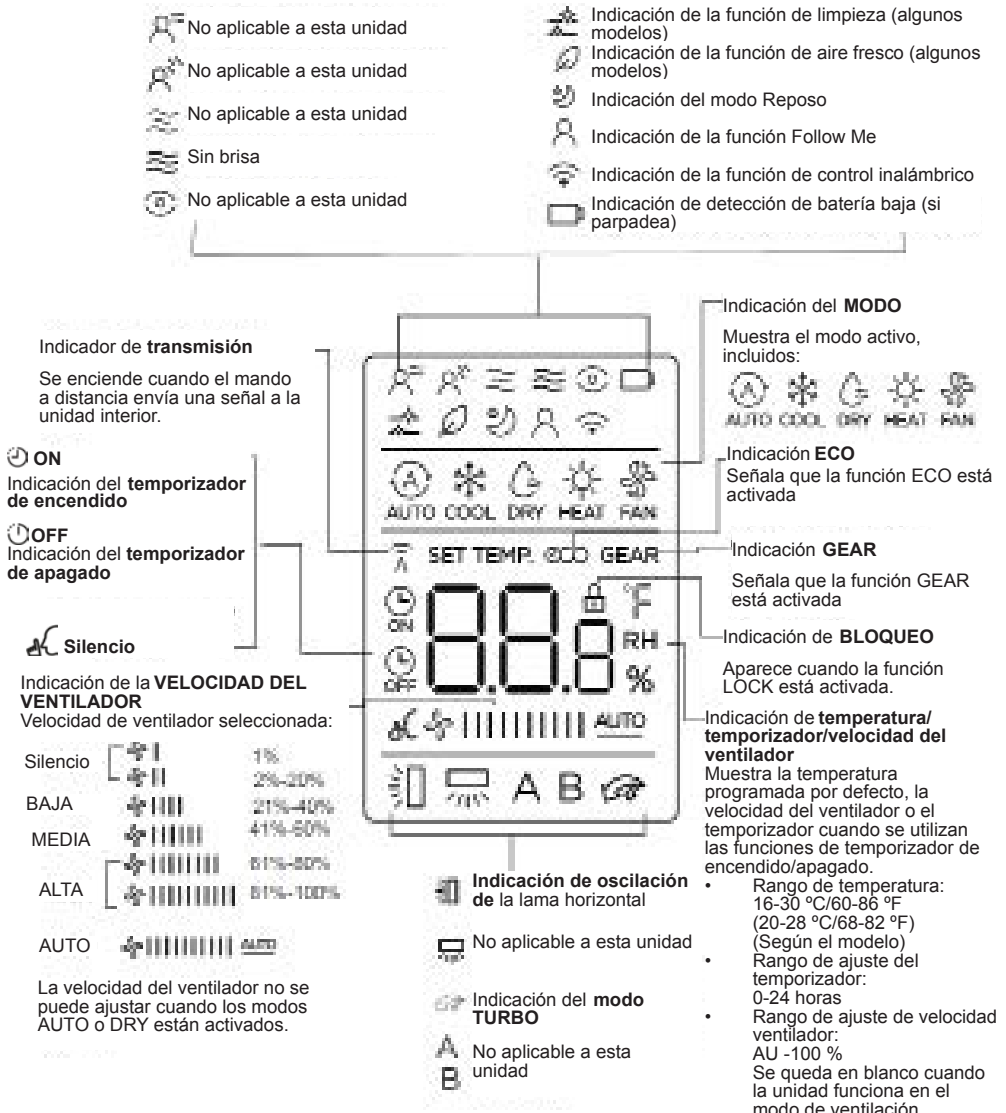 No aplicable a esta unidad
No aplicable a esta unidad
No aplicable a esta unidad
Sin brisa
No aplicable a esta unidad
Indicación de la función de limpieza (algunos
modelos)
Indicación de la función de aire fresco (algunos
modelos)
Indicación del modo Reposo
Indicación de la función Follow Me
Indicación de la función de control inalámbrico
Indicación de detección de batería baja (si
parpadea)
Indicador de transmisión
Se enciende cuando el mando
a distancia envía una señal a la
unidad interior.
ON
Indicación del temporizador
de encendido
OFF
Indicación del temporizador
de apagado
Silencio
Indicación de la VELOCIDAD DEL
VENTILADOR
Velocidad de ventilador seleccionada:
Silencio
1%
2%-20%
BAJA
21%-40%
MEDIA
41%-60%
61%-80%
ALTA
81%-100%
AUTO
AUTO
La velocidad del ventilador no se
puede ajustar cuando los modos
AUTO o DRY están activados.
AUTO COOL DRY HEAT FAN
SET TEMP. eco GEAR
ON
°F
88.8
RH
OFF
%
AUTO
A B
Indicación de oscilación
de la lama horizontal
No aplicable a esta unidad
Indicación del modo
TURBO
A
No aplicable a esta
B
unidad
Indicación del MODO
Muestra el modo activo,
incluidos:
AUTO COOL DRY HEAT FAN
Indicación ECO
Señala que la función ECO está
activada
Indicación GEAR
Señala que la función GEAR
está activada
Indicación de BLOQUEO
Aparece cuando la función
LOCK está activada.
Indicación de temperatura/
temporizador/velocidad del
ventilador
Muestra la temperatura
programada por defecto, la
velocidad del ventilador o el
temporizador cuando se utilizan
las funciones de temporizador de
encendido/apagado.
• Rango de temperatura:
16-30 ºC/60-86 ºF
(20-28 ºC/68-82 ºF)
(Según el modelo)
• Rango de ajuste del
temporizador:
0-24 horas
• Rango de ajuste de velocidad
ventilador:
AU -100 %
Se queda en blanco cuando
la unidad funciona en el
modo de ventilación